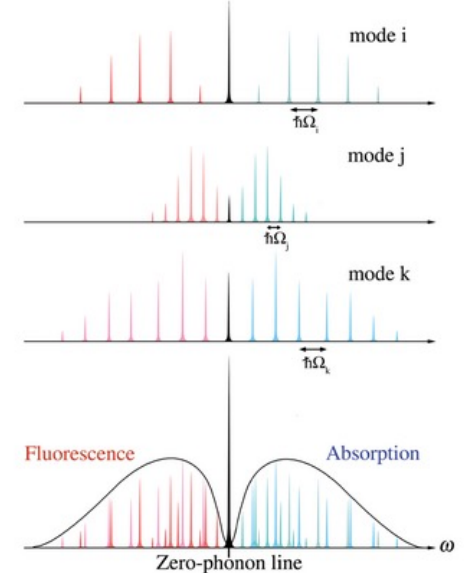 mode i
ħΩᵢ
mode j
ħΩⱼ
mode k
ħΩₖ
Fluorescence
Absorption
ω
Zero-phonon line